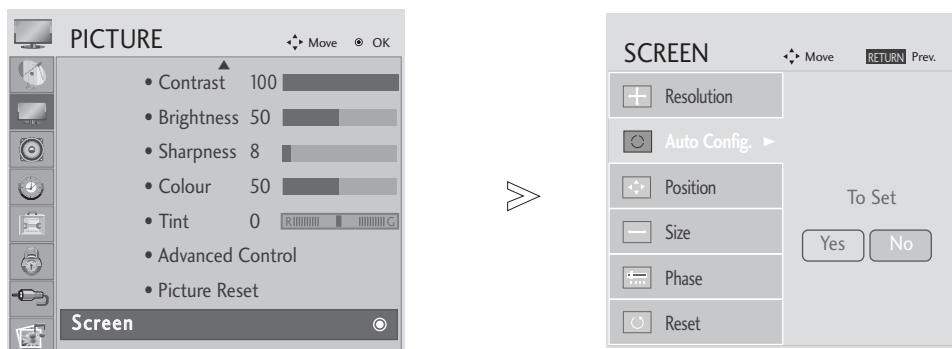 PICTURE
Move OK
• Contrast 100
• Brightness 50
• Sharpness 8
• Colour 50
• Tint 0 R G
• Advanced Control
• Picture Reset
Screen
SCREEN
Move RETURN Prev.
Resolution
Auto Config. ►
Position
Size
Phase
Reset
To Set
Yes No